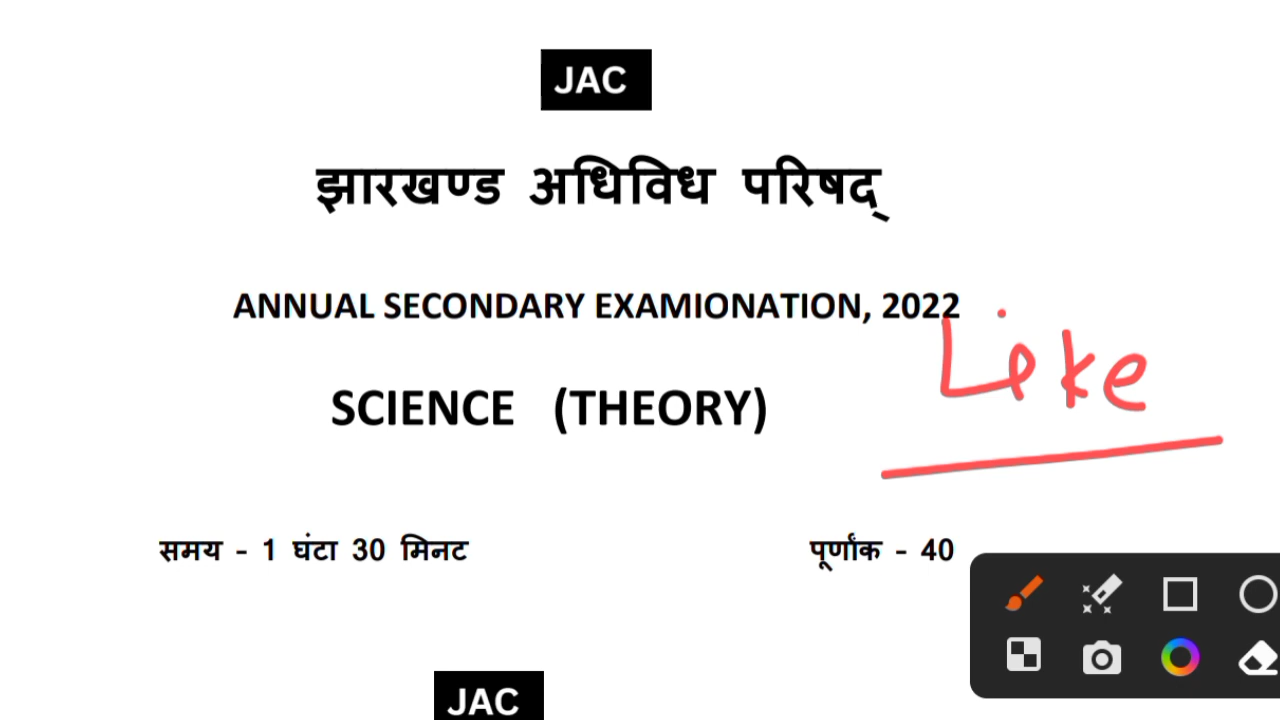 JAC
झारखण्ड अधिविध परिषद्
ANNUAL SECONDARY EXAMIONATION, 2022
Like
SCIENCE (THEORY)
समय - 1 घंटा 30 मिनट
पूर्णांक - 40
JAC